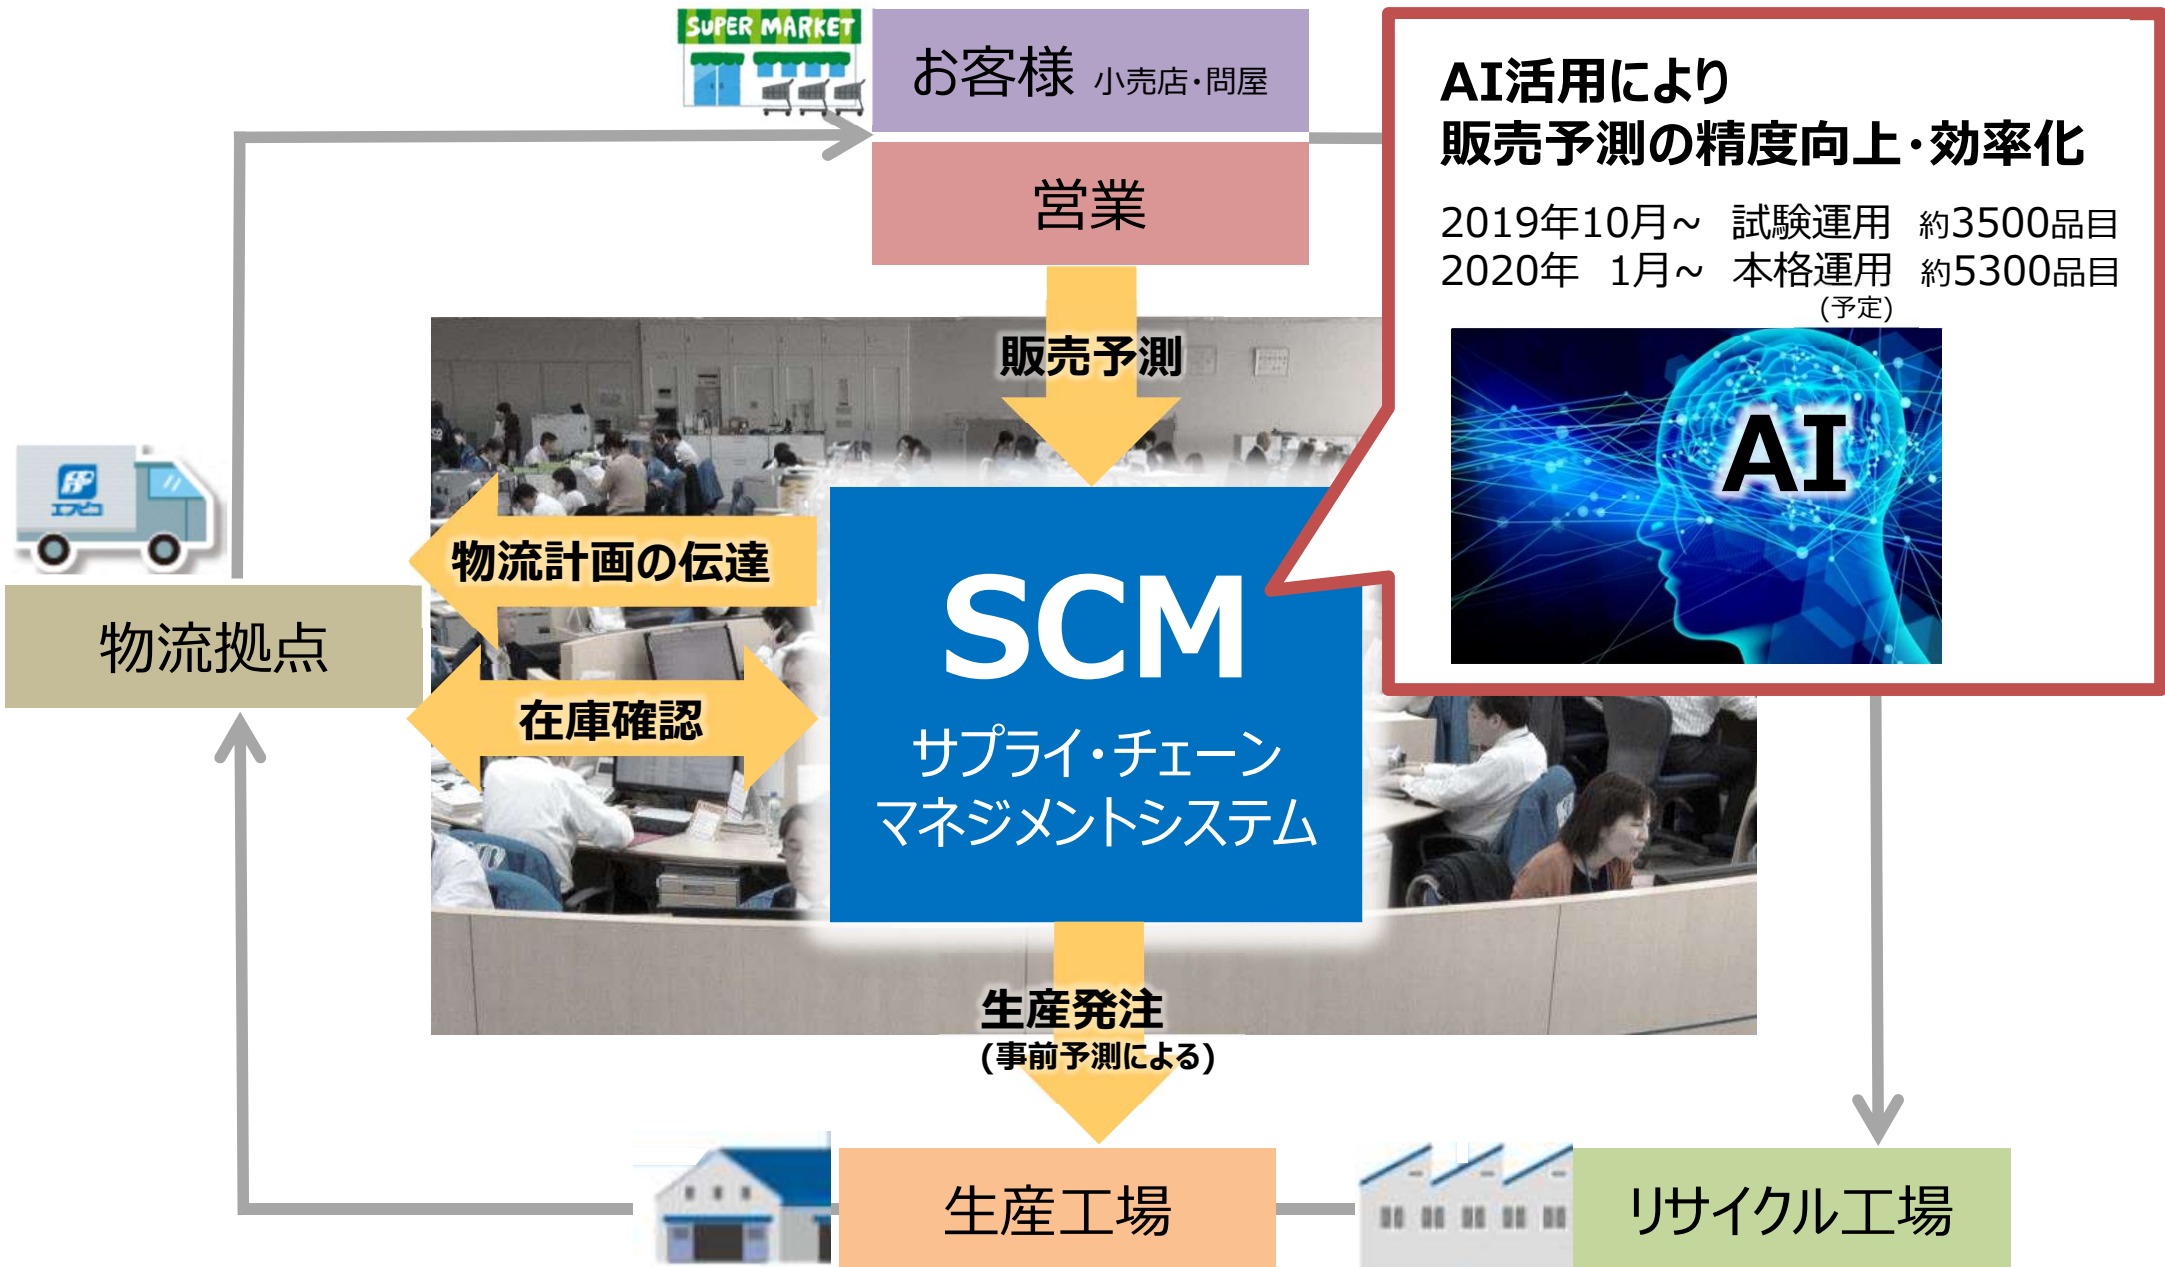 SUPER MARKET
お客様 小売店・問屋
営業
AI活用により
販売予測の精度向上・効率化
2019年10月~ 試験運用 約3500品目
2020年 1月~ 本格運用 約5300品目
(予定)
AI
販売予測
エフピコ
物流計画の伝達
物流拠点
在庫確認
SCM
サプライ・チェーン
マネジメントシステム
生産発注
(事前予測による)
生産工場
リサイクル工場